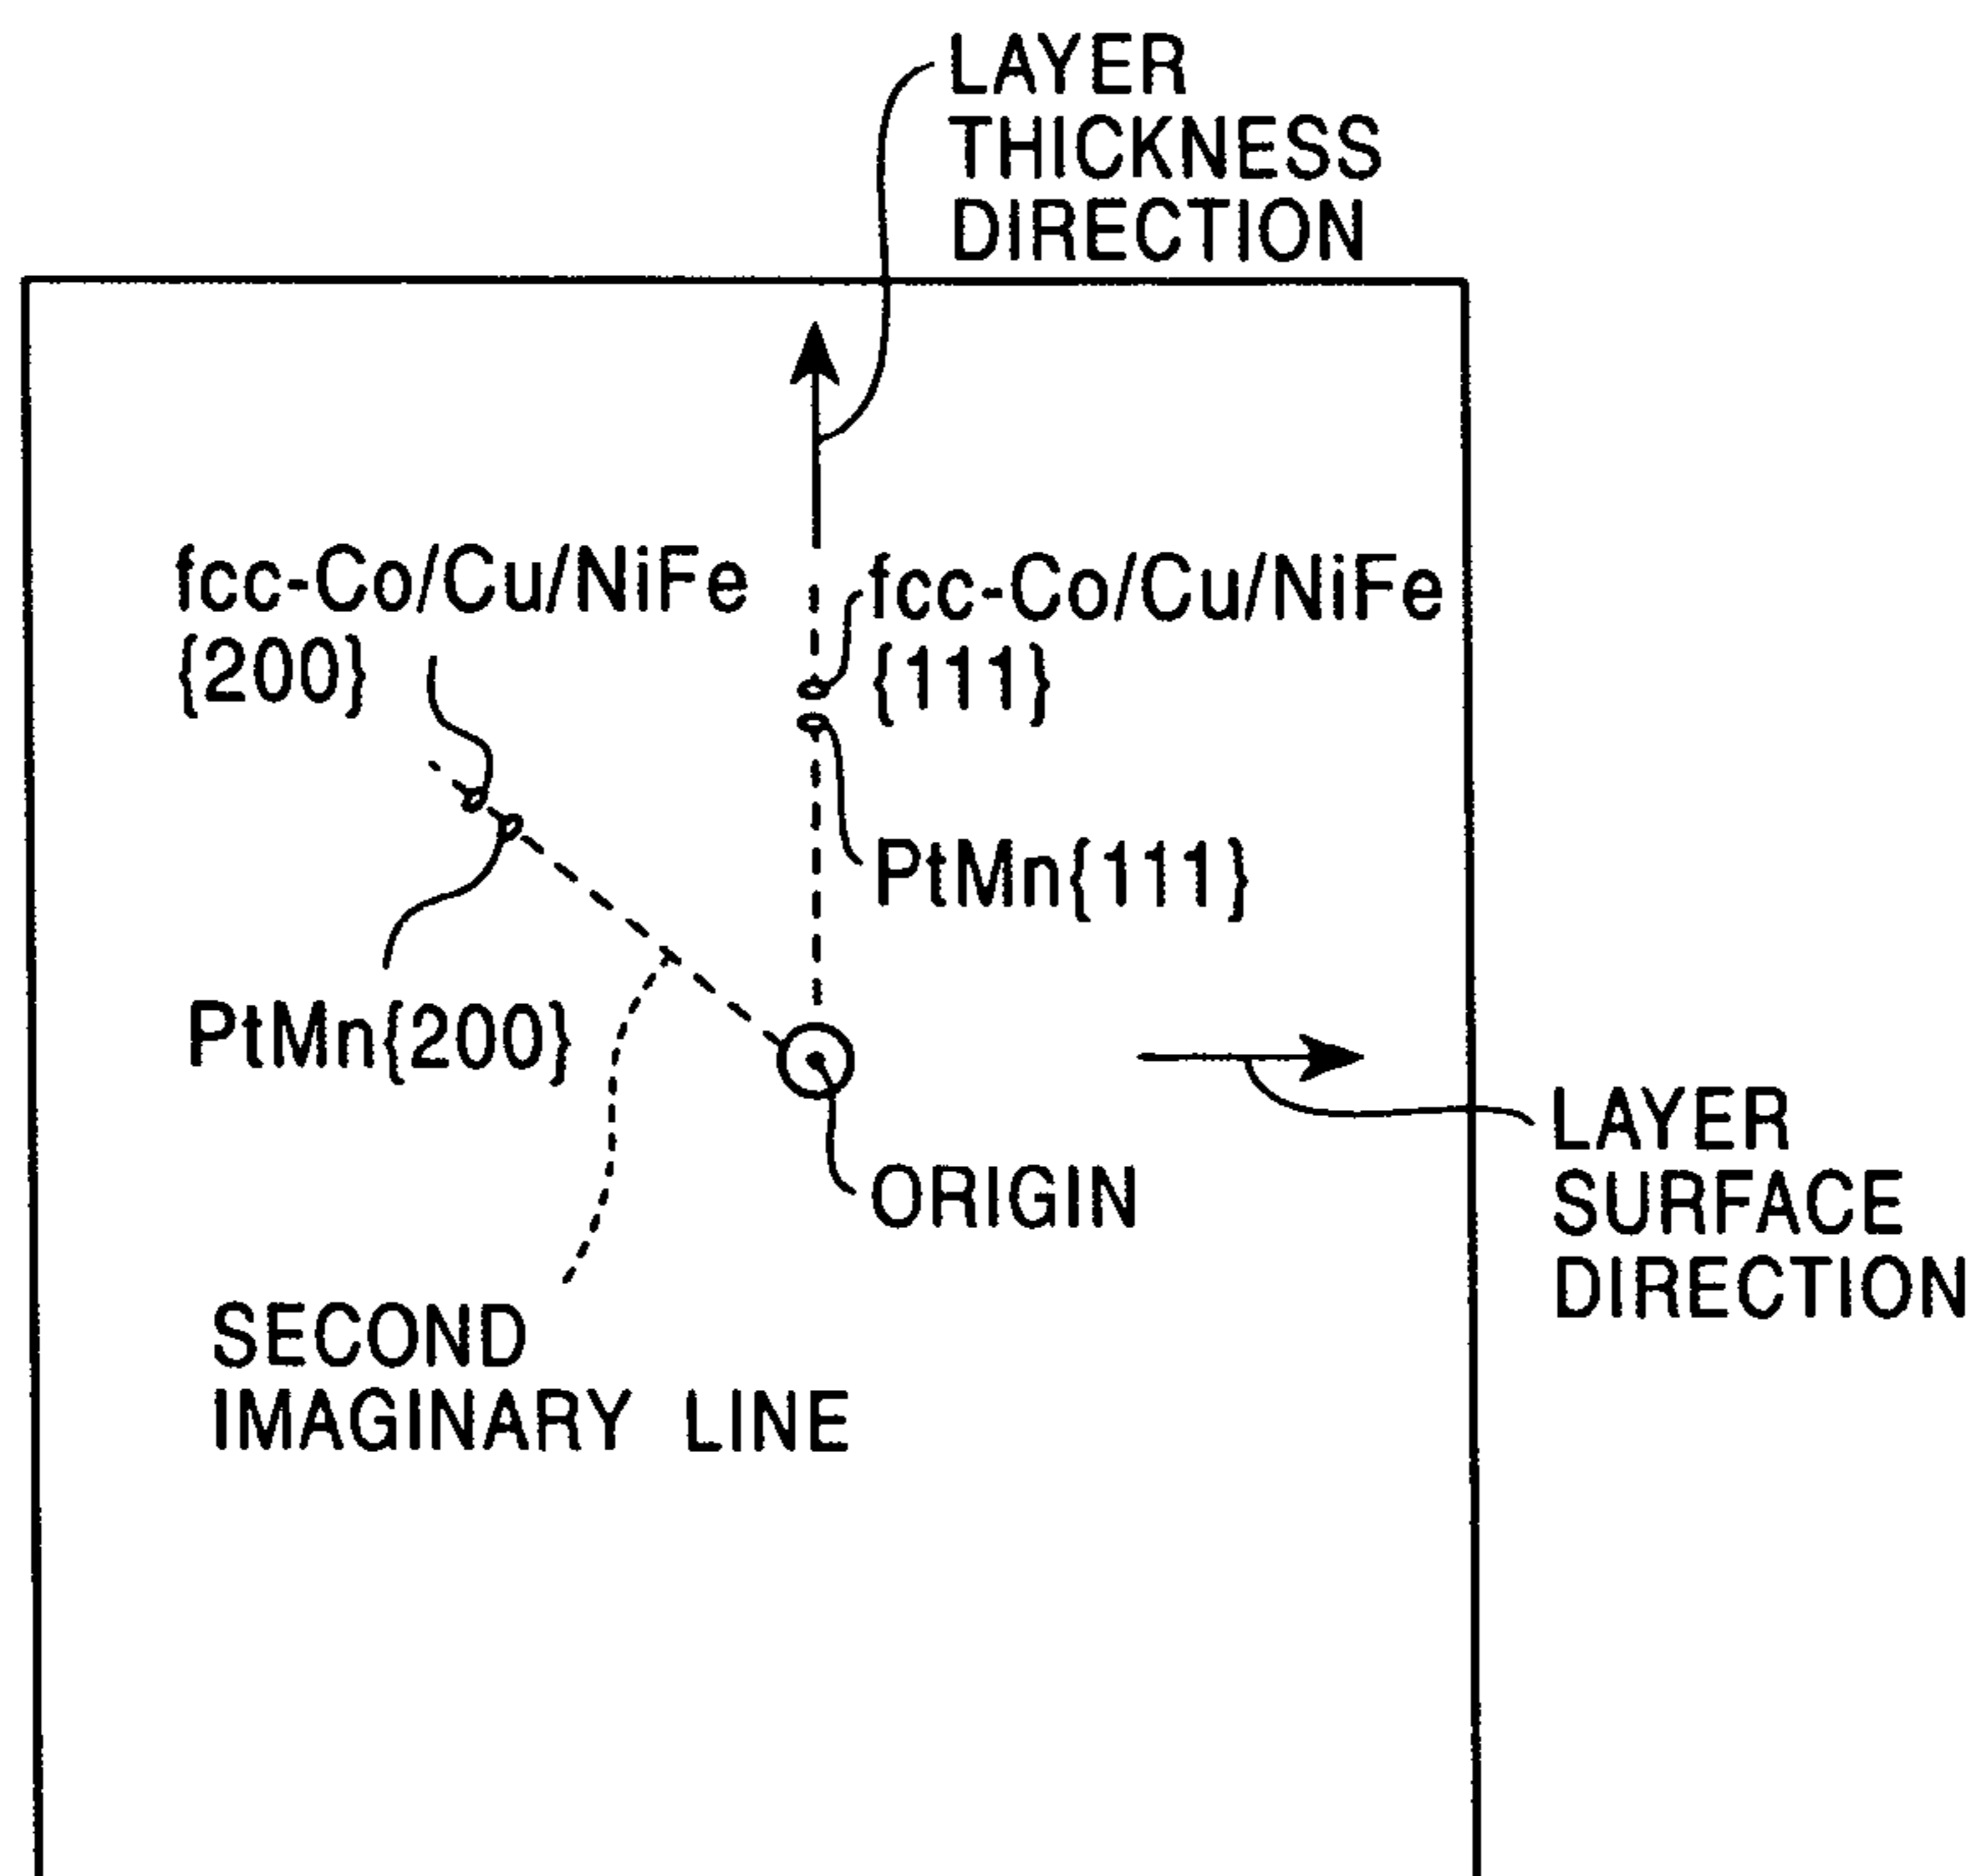 LAYER
THICKNESS
DIRECTION
fcc-Co/Cu/NiFe
{200}
fcc-Co/Cu/NiFe
{111}
PtMn{111}
PtMn{200}
ORIGIN
LAYER
SURFACE
DIRECTION
SECOND
IMAGINARY LINE